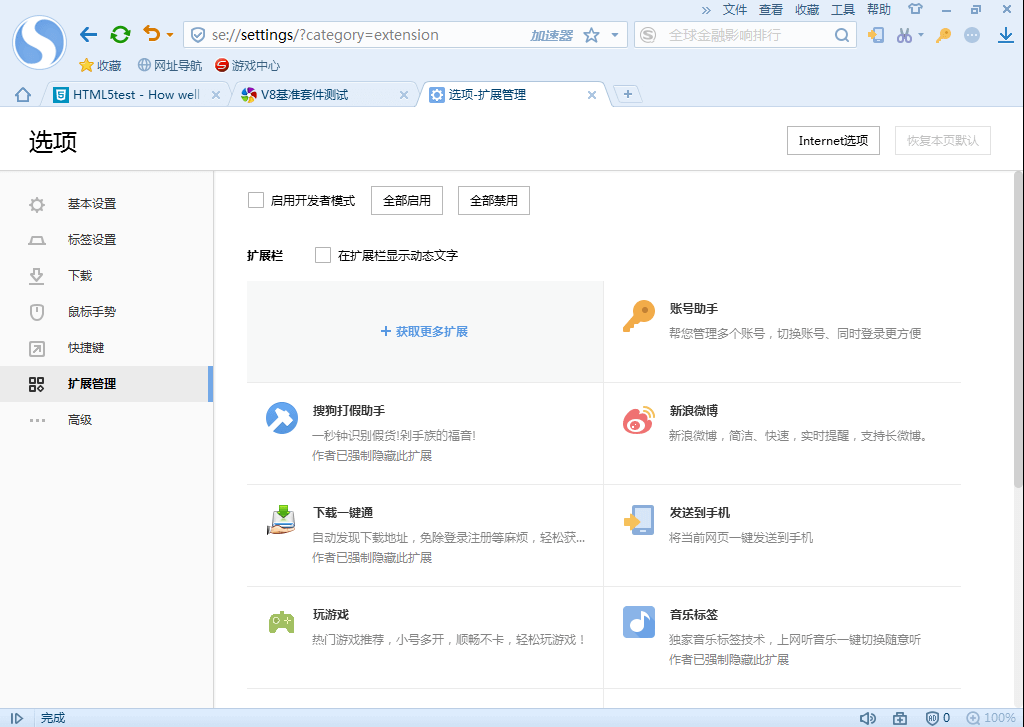 » 文件 查看 收藏 工具 帮助
se://settings/?category=extension 加速器
全球金融影响排行
收藏 网址导航 游戏中心
HTML5test - How well
V8基准套件测试
选项-扩展管理
选项
Internet选项
恢复本页默认
基本设置
标签设置
下载
鼠标手势
快捷键
扩展管理
高级
启用开发者模式 全部启用 全部禁用
扩展栏 在扩展栏显示动态文字
+ 获取更多扩展
账号助手
帮您管理多个账号，切换账号、同时登录更方便
搜狗打假助手
一秒钟识别假货!剁手族的福音!
作者已强制隐藏此扩展
新浪微博
新浪微博，简洁、快速，实时提醒，支持长微博。
下载一键通
自动发现下载地址，免除登录注册等麻烦，轻松获...
作者已强制隐藏此扩展
发送到手机
将当前网页一键发送到手机
玩游戏
热门游戏推荐，小号多开，顺畅不卡，轻松玩游戏！
音乐标签
独家音乐标签技术，上网听音乐一键切换随意听
作者已强制隐藏此扩展
完成
AD 0
100%